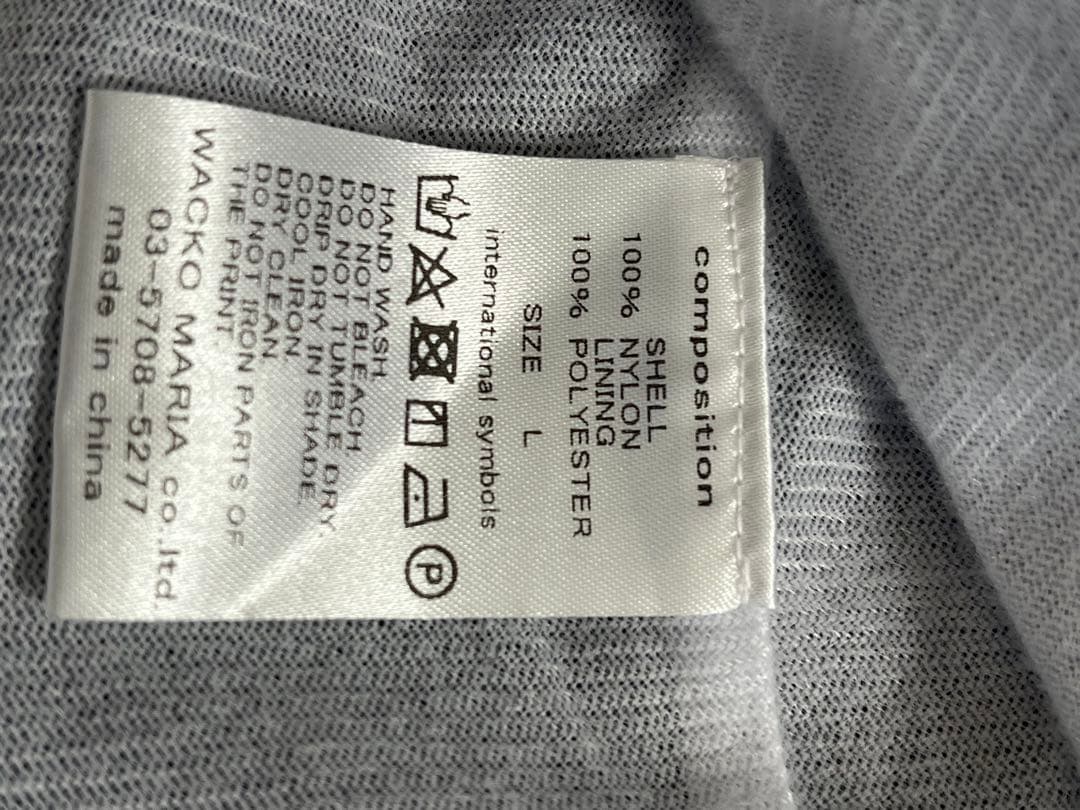 composition
SHELL
100% NYLON
LINING
100% POLYESTER
SIZE L
international symbols
P
HAND WASH.
DO NOT BLEACH
DO NOT TUMBLE DRY.
DRIP DRY IN SHADE.
COOL IRON
DRY CLEAN.
DO NOT IRON PARTS OF
THE PRINT.
WACKO MARIA co.ltd.
03-5708-5277
made in china